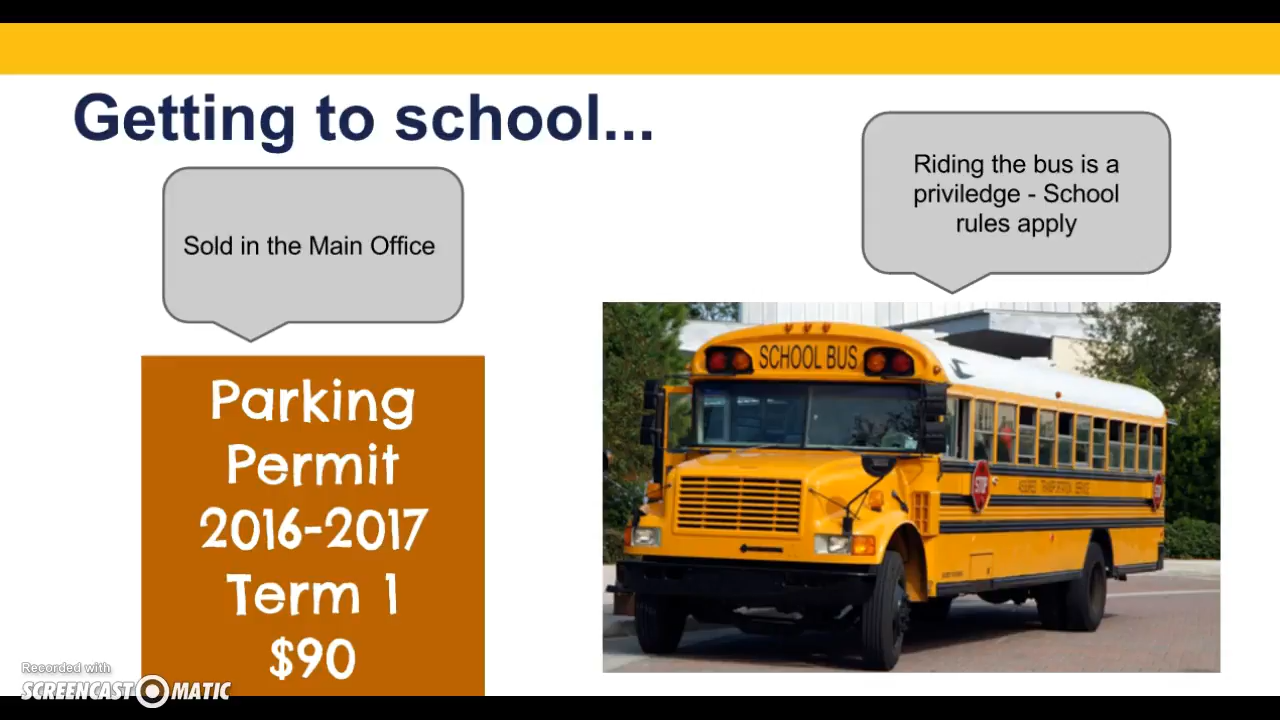 Getting to school...
Sold in the Main Office
Riding the bus is a
priviledge - School
rules apply
Parking
Permit
2016-2017
Term 1
$90
SCHOOL BUS
STOP
Recorded with
SCREENCAST MATIC